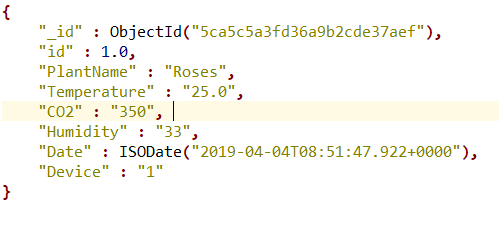 {
"_id" : ObjectId("5ca5c5a3fd36a9b2cde37aef"),
"id" : 1.0,
"PlantName" : "Roses",
"Temperature" : "25.0",
"CO2" : "350",
"Humidity" : "33",
"Date" : ISODate("2019-04-04T08:51:47.922+0000"),
"Device" : "1"
}